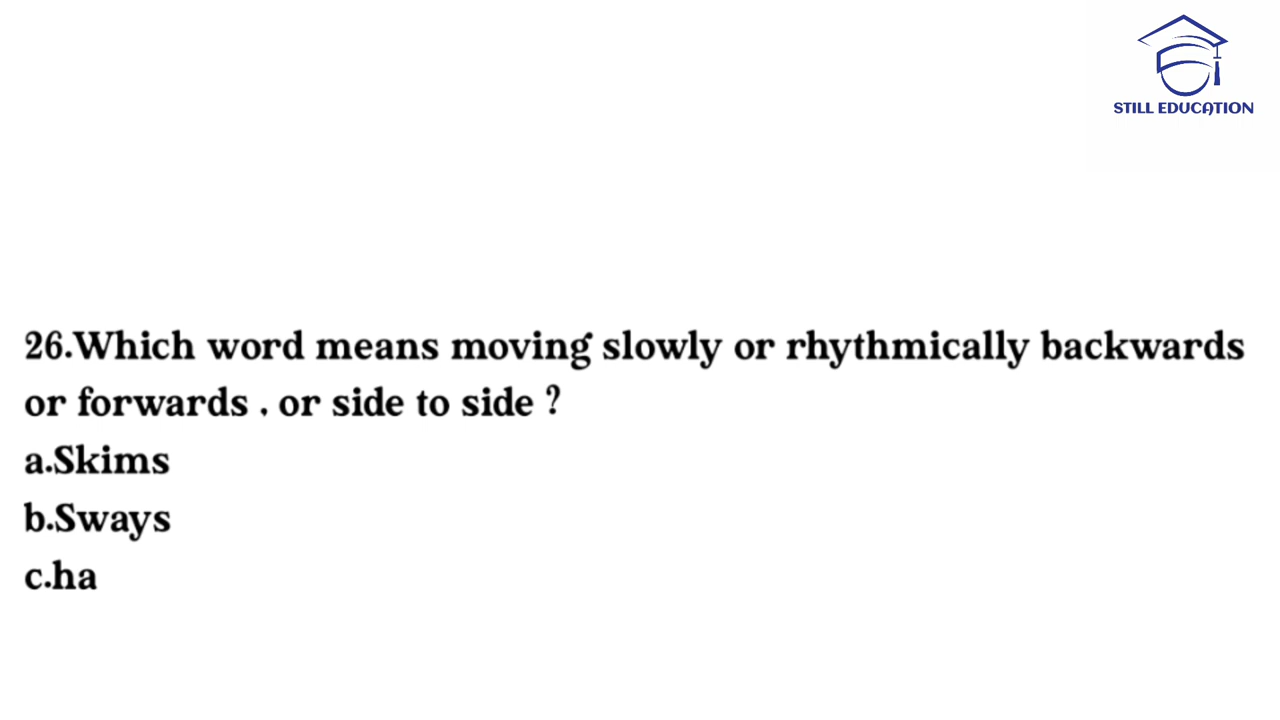 STILL EDUCATION
26.Which word means moving slowly or rhythmically backwards
or forwards , or side to side ?
a.Skims
b.Sways
c.ha